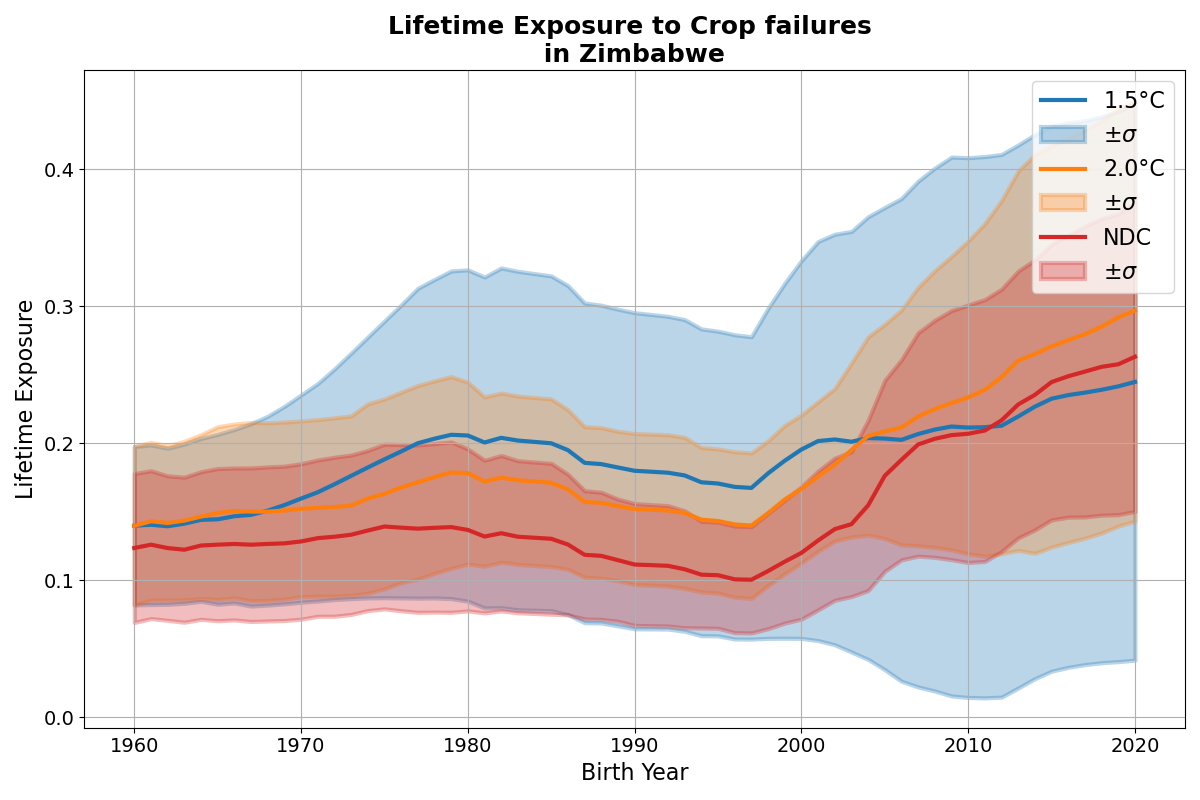 Lifetime Exposure to Crop failures
in Zimbabwe
1.5°C
±σ
2.0°C
±σ
NDC
±σ
Lifetime Exposure
0.4
0.3
0.2
0.1
0.0
1960 1970 1980 1990 2000 2010 2020
Birth Year